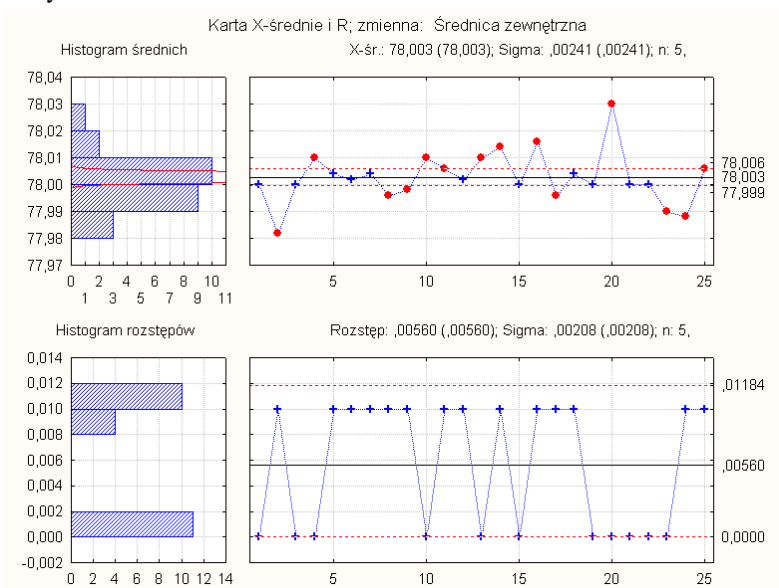 Karta X-średnie i R; zmienna: Średnica zewnętrzna
Histogram średnich
X-śr.: 78,003 (78,003); Sigma: ,00241 (,00241); n: 5,
78,04
78,03
78,02
78,01
78,00
77,99
77,98
77,97
78,006
78,003
77,999
0 2 4 6 8 10
1 3 5 7 9 11
5 10 15 20 25
Histogram rozstępów
Rozstęp: ,00560 (,00560); Sigma: ,00208 (,00208); n: 5,
0,014
0,012
0,010
0,008
0,006
0,004
0,002
0,000
-0,002
,01184
,00560
0,0000
0 2 4 6 8 10 12 14
5 10 15 20 25